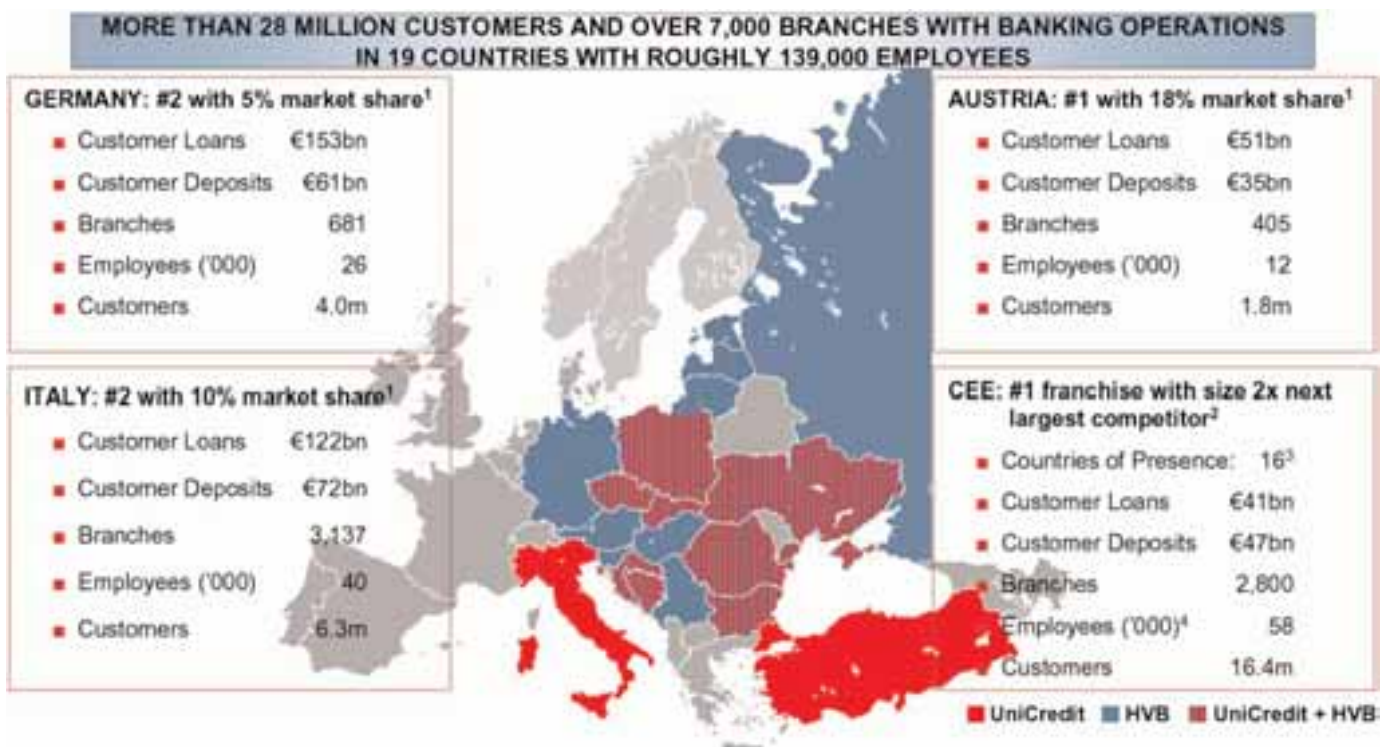 MORE THAN 28 MILLION CUSTOMERS AND OVER 7,000 BRANCHES WITH BANKING OPERATIONS
IN 19 COUNTRIES WITH ROUGHLY 139,000 EMPLOYEES
GERMANY: #2 with 5% market share¹
Customer Loans €153bn
Customer Deposits €61bn
Branches 681
Employees ('000) 26
Customers 4.0m
ITALY: #2 with 10% market share¹
Customer Loans €122bn
Customer Deposits €72bn
Branches 3,137
Employees ('000) 40
Customers 6.3m
AUSTRIA: #1 with 18% market share¹
Customer Loans €51bn
Customer Deposits €35bn
Branches 405
Employees ('000) 12
Customers 1.8m
CEE: #1 franchise with size 2x next
largest competitor²
Countries of Presence: 16³
Customer Loans €41bn
Customer Deposits €47bn
Branches 2,800
Employees ('000)⁴ 58
Customers 16.4m
UniCredit HVB UniCredit + HVB